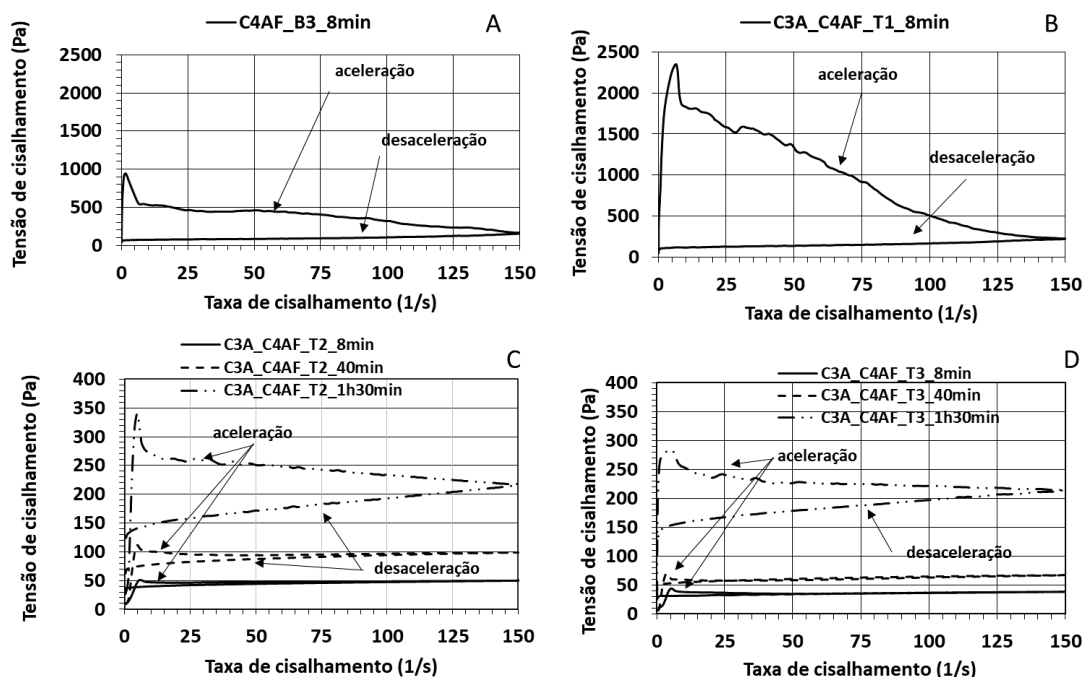 C4AF_B3_8min
A
Tensão de cisalhamento (Pa)
2500
2000
1500
1000
500
0
aceleração
desaceleração
0 25 50 75 100 125 150
Taxa de cisalhamento (1/s)
C3A_C4AF_T1_8min
B
Tensão de cisalhamento (Pa)
2500
2000
1500
1000
500
0
aceleração
desaceleração
0 25 50 75 100 125 150
Taxa de cisalhamento (1/s)
C3A_C4AF_T2_8min
C3A_C4AF_T2_40min
C3A_C4AF_T2_1h30min
C
Tensão de cisalhamento (Pa)
400
350
300
250
200
150
100
50
0
aceleração
desaceleração
0 25 50 75 100 125 150
Taxa de cisalhamento (1/s)
C3A_C4AF_T3_8min
C3A_C4AF_T3_40min
C3A_C4AF_T3_1h30min
D
Tensão de cisalhamento (Pa)
400
350
300
250
200
150
100
50
0
aceleração
desaceleração
0 25 50 75 100 125 150
Taxa de cisalhamento (1/s)